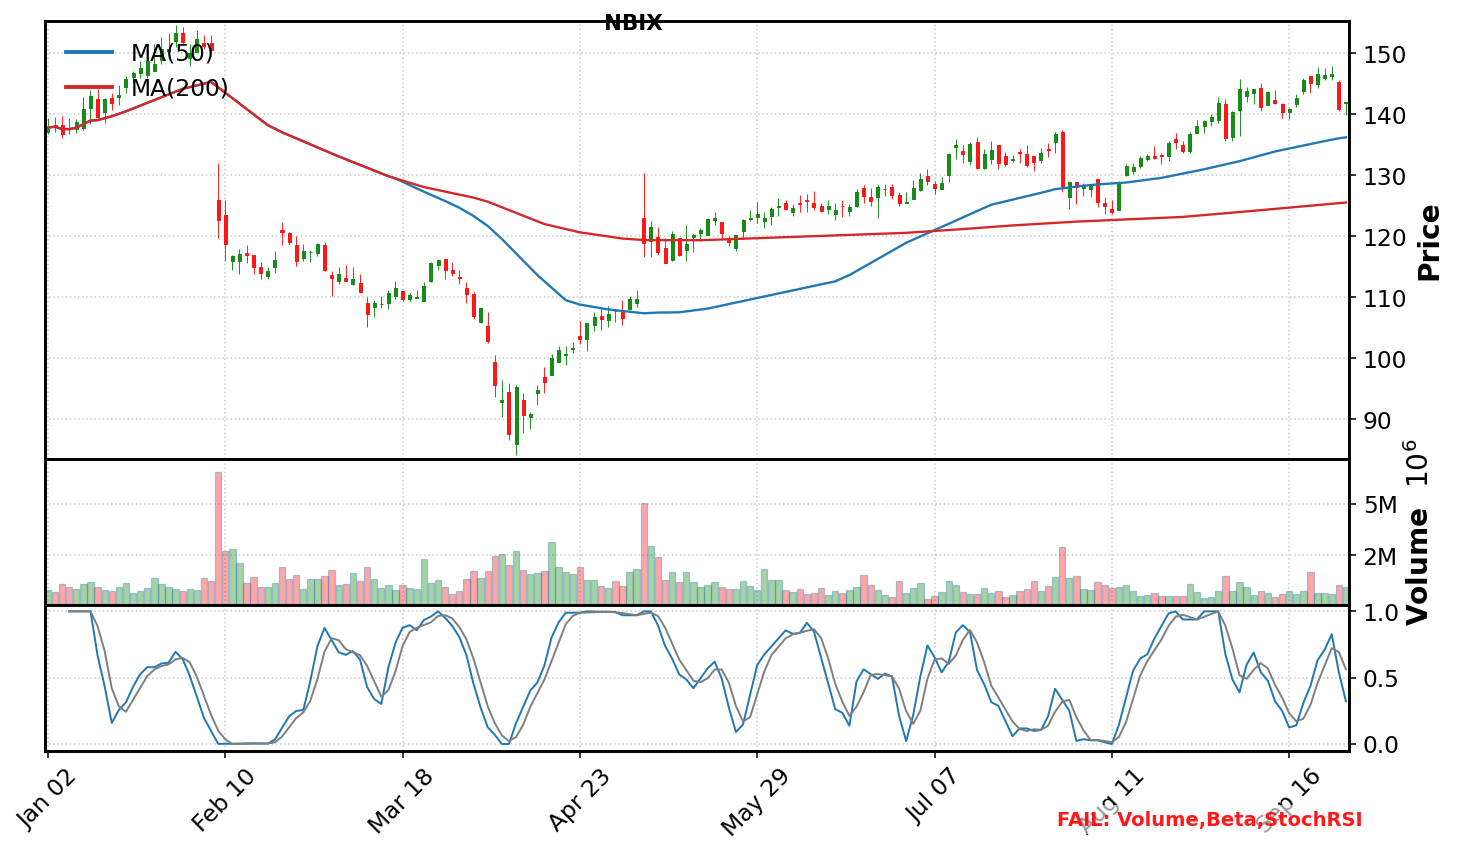 NBIX
MA(50)
MA(200)
150
140
130
120
110
100
90
Price
5M
2M
Volume 10^6
1.0
0.5
0.0
Jan 02
Feb 10
Mar 18
Apr 23
May 29
Jul 07
Aug 11
Sep 16
FAIL: Volume,Beta,StochRSI